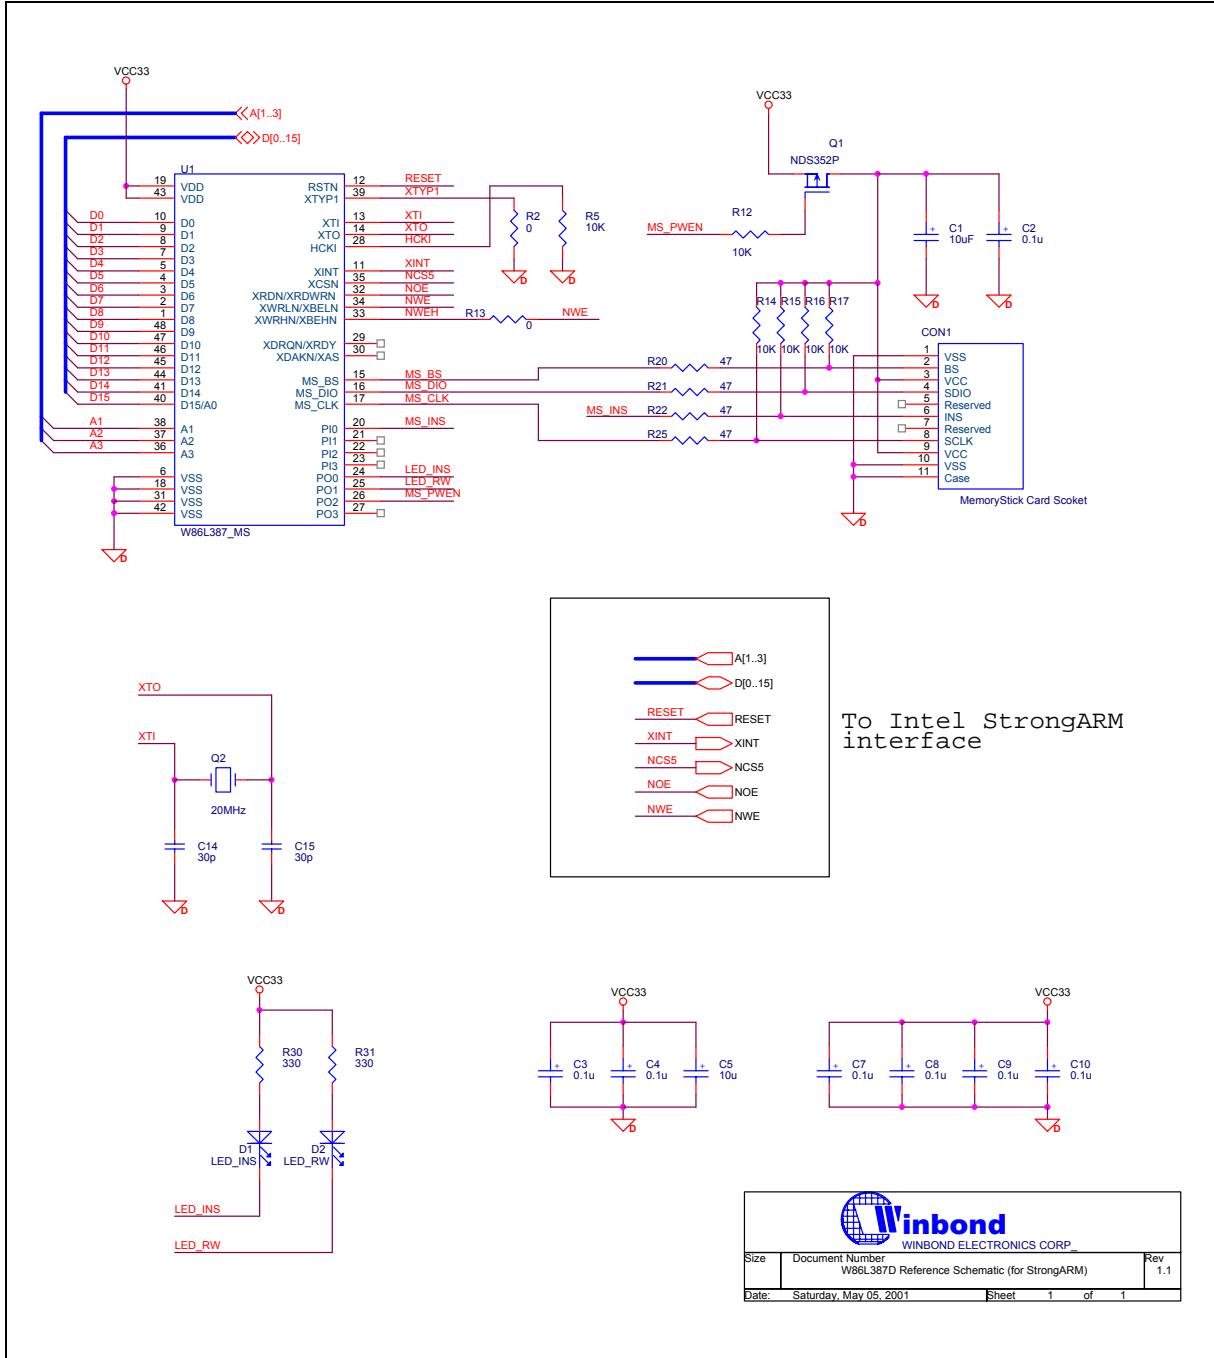 VCC33
A[1..3]
D[0..15]
U1
19 VDD
43 VDD
D0 10 D0
D1 9 D1
D2 8 D2
D3 7 D3
D4 5 D4
D5 4 D5
D6 3 D6
D7 2 D7
D8 1 D8
D9 48 D9
D10 47 D10
D11 46 D11
D12 45 D12
D13 44 D13
D14 41 D14
D15 40 D15/A0
A1 38 A1
A2 37 A2
A3 36 A3
6 VSS
18 VSS
31 VSS
42 VSS
W86L387_MS
D
RSTN 12 RESET
XTYP1 39 XTYP1
XTI 13 XTI
XTO 14 XTO
HCKI 28 HCKI
XINT 11 XINT
XCSN 35 NCS5
XRDN/XRDWRN 32 NOE
XWRLN/XBELN 34 NWE
XWRHN/XBEHN 33 NWEH
XDRQN/XRDY 29
XDAKN/XAS 30
MS_BS 15 MS_BS
MS_DIO 16 MS_DIO
MS_CLK 17 MS_CLK
PI0 20 MS_INS
PI1 21
PI2 22
PI3 23
PO0 24 LED_INS
PO1 25 LED_RW
PO2 26 MS_PWEN
PO3 27
R2
0
D
R5
10K
D
R13 0 NWE
VCC33
Q1
NDS352P
MS_PWEN R12
10K
C1
10uF
D
C2
0.1u
D
R14 R15 R16 R17
10K 10K 10K 10K
R20 47
R21 47
MS_INS R22 47
R25 47
CON1
1 VSS
2 BS
3 VCC
4 SDIO
5 Reserved
6 INS
7 Reserved
8 SCLK
9 VCC
10 VSS
11 Case
MemoryStick Card Scoket
D
A[1..3]
D[0..15]
RESET RESET
XINT XINT
NCS5 NCS5
NOE NOE
NWE NWE
To Intel StrongARM
interface
XTO
XTI
Q2
20MHz
C14
30p
D
C15
30p
D
VCC33
R30
330
R31
330
D1
LED_INS
D2
LED_RW
LED_INS
LED_RW
VCC33
C3
0.1u
C4
0.1u
C5
10u
D
VCC33
C7
0.1u
C8
0.1u
C9
0.1u
C10
0.1u
D
Winbond
WINBOND ELECTRONICS CORP_
Size Document Number Rev
W86L387D Reference Schematic (for StrongARM) 1.1
Date: Saturday, May 05, 2001 Sheet 1 of 1